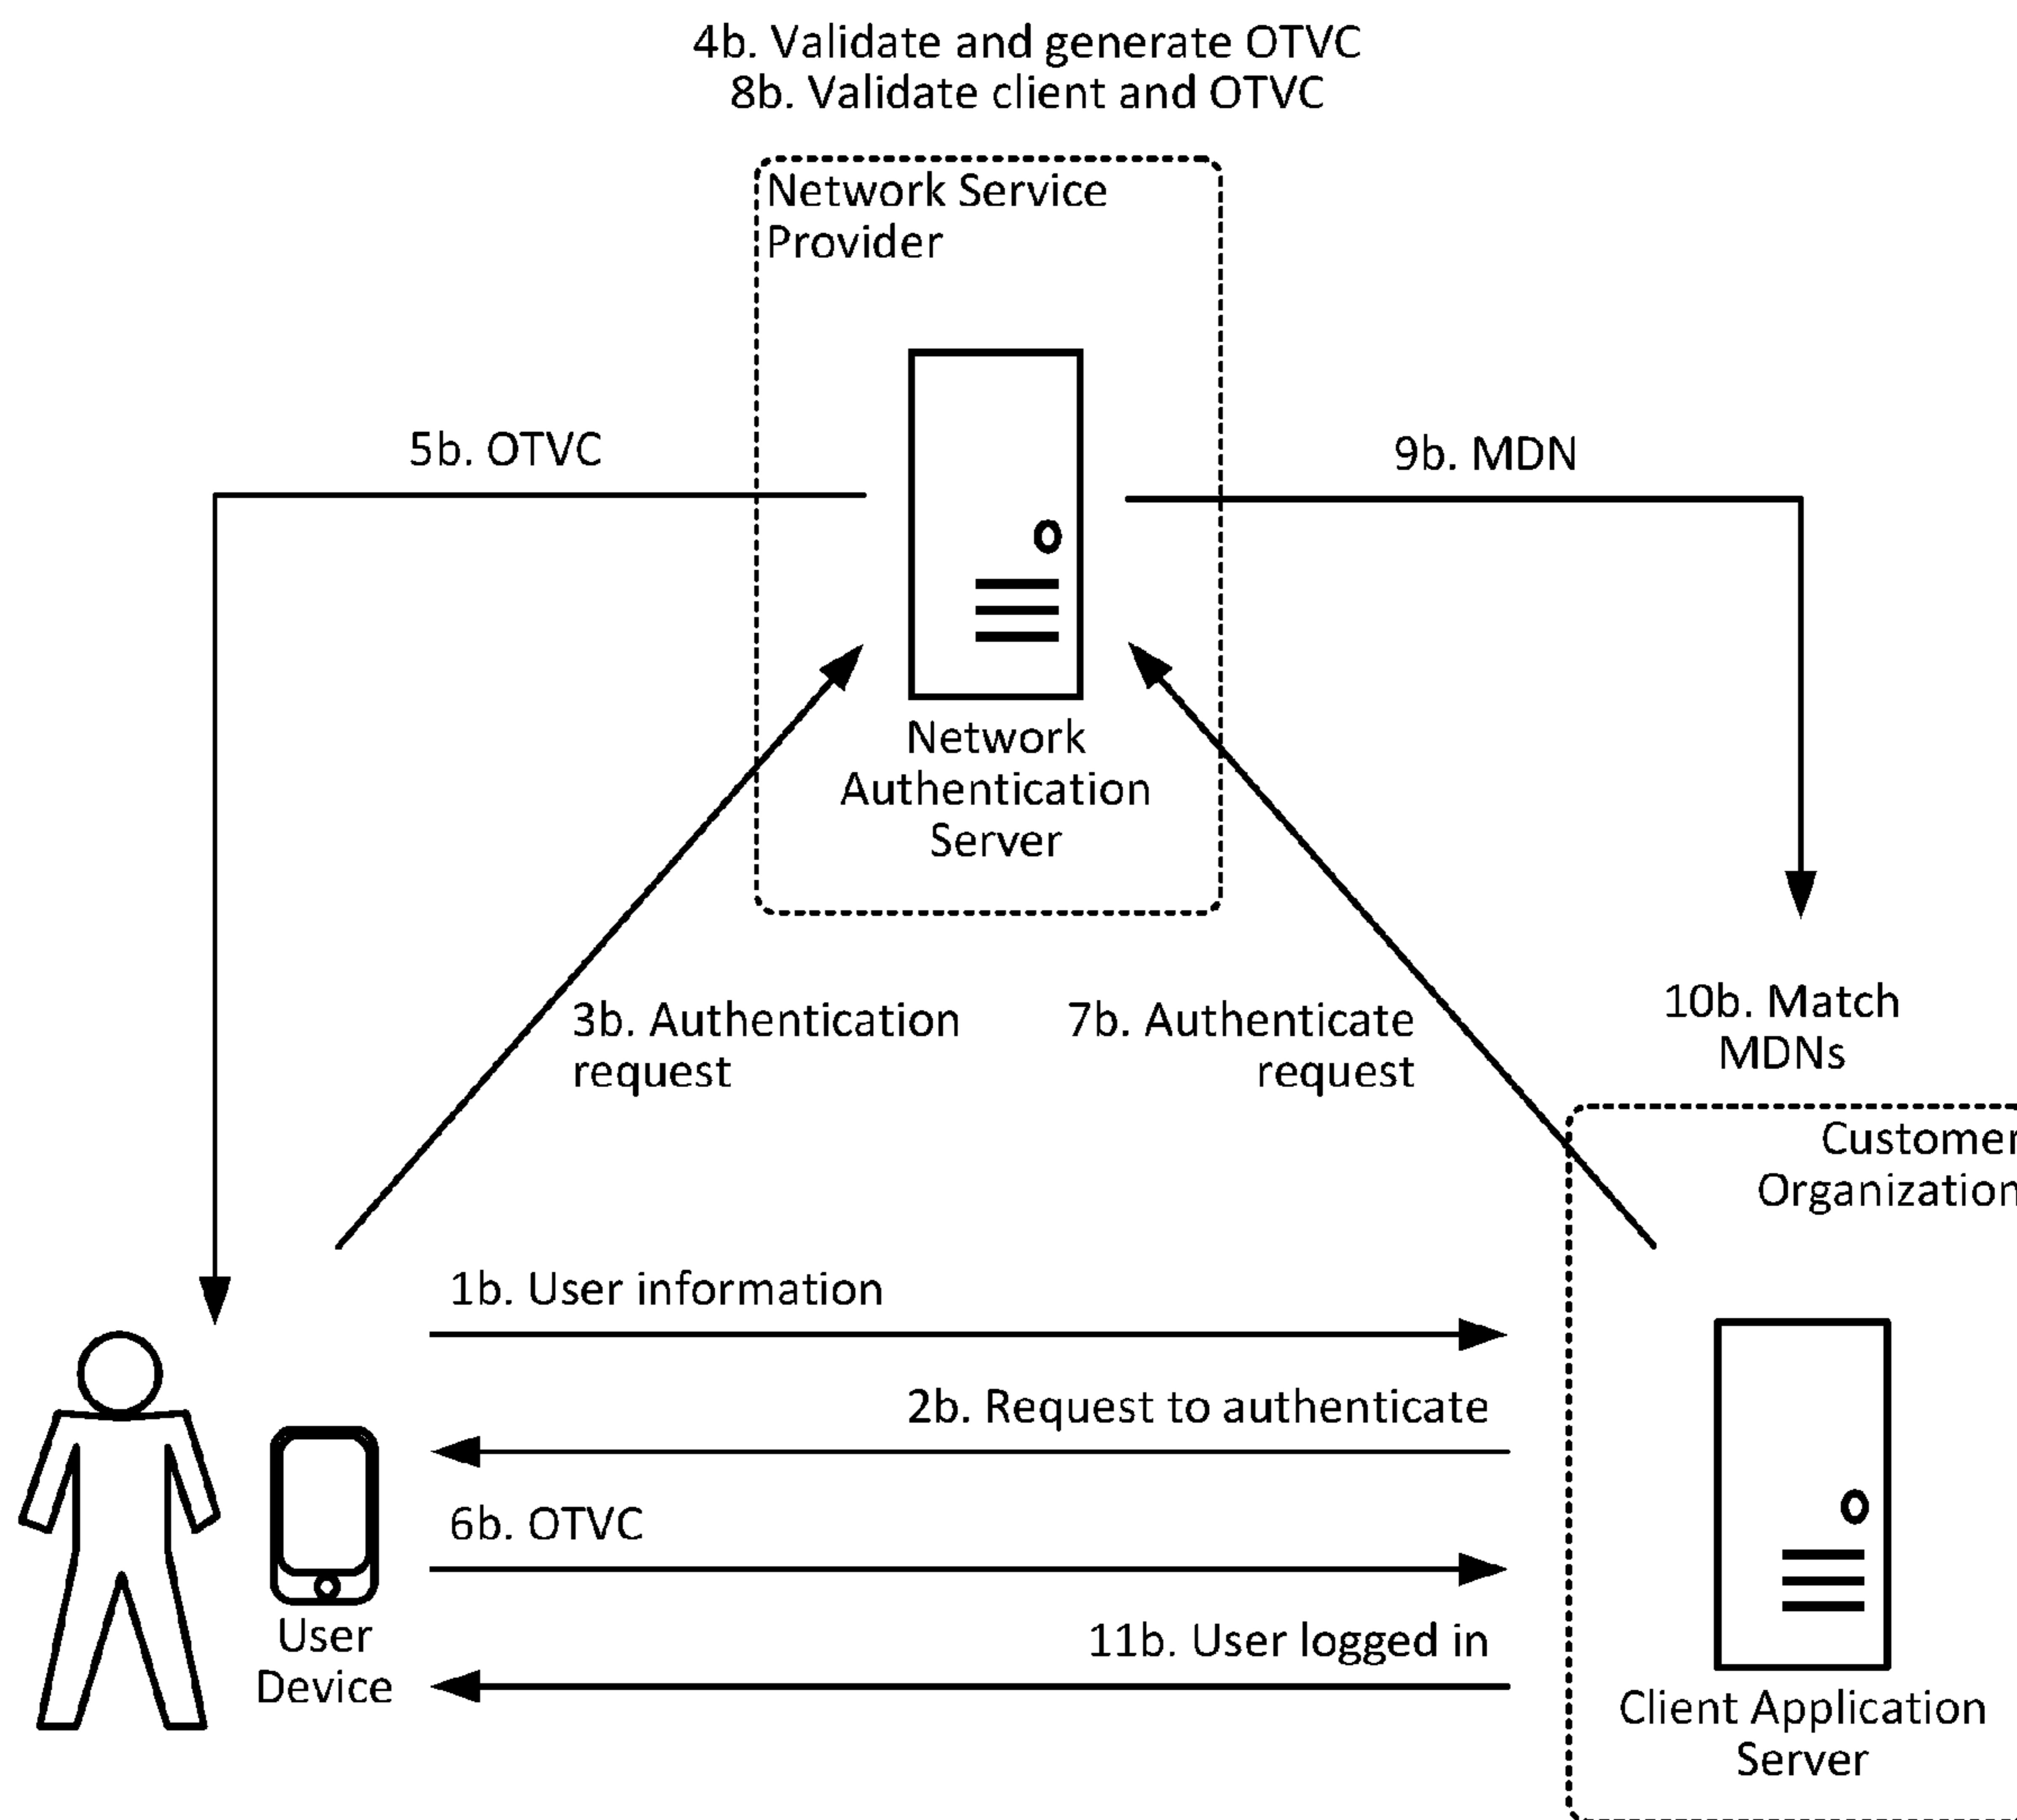 4b. Validate and generate OTVC
8b. Validate client and OTVC
Network Service
Provider
5b. OTVC
9b. MDN
Network
Authentication
Server
3b. Authentication
request
7b. Authenticate
request
10b. Match
MDNs
Customer
Organization
1b. User information
2b. Request to authenticate
6b. OTVC
11b. User logged in
User
Device
Client Application
Server